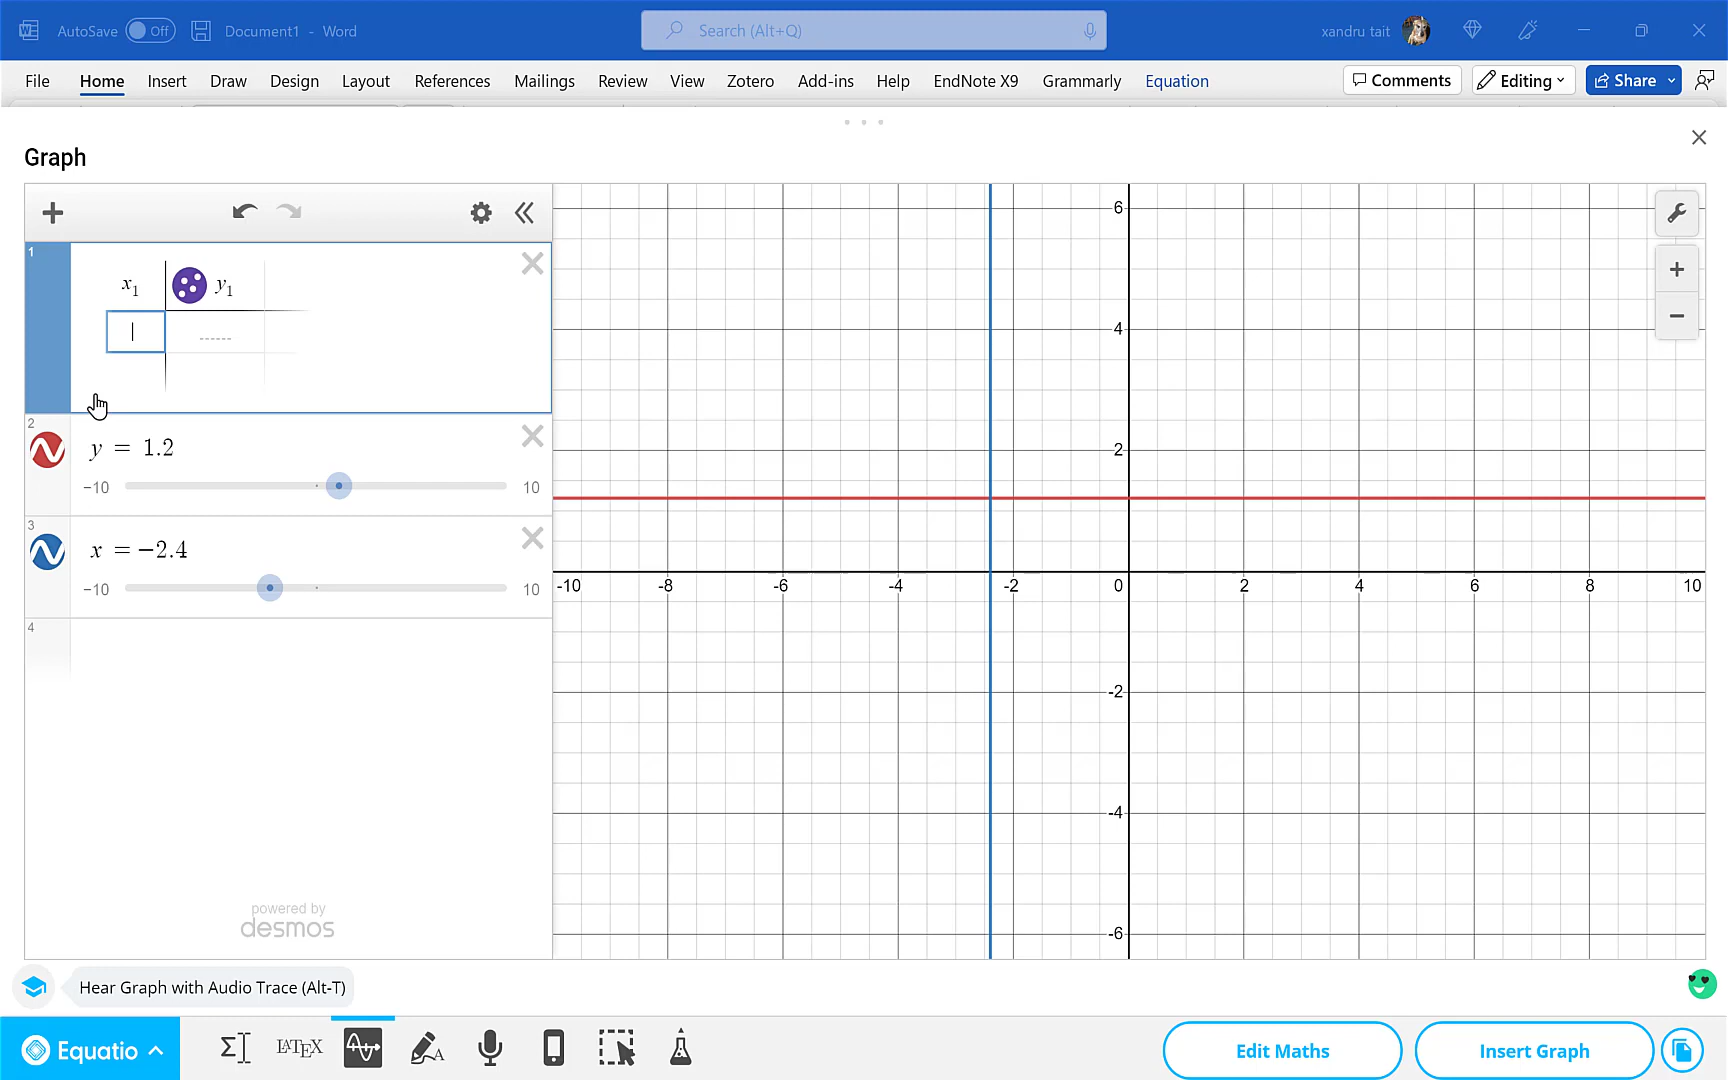 AutoSave Off Document1 - Word Search (Alt+Q) xandru tait
File Home Insert Draw Design Layout References Mailings Review View Zotero Add-ins Help EndNote X9 Grammarly Equation Comments Editing Share
Graph
1
x1 y1
2
y = 1.2
-10 10
3
x = -2.4
-10 10
4
powered by
desmos
6
4
2
-10 -8 -6 -4 -2 0 2 4 6 8 10
-2
-4
-6
Hear Graph with Audio Trace (Alt-T)
Equatio LATEX Edit Maths Insert Graph